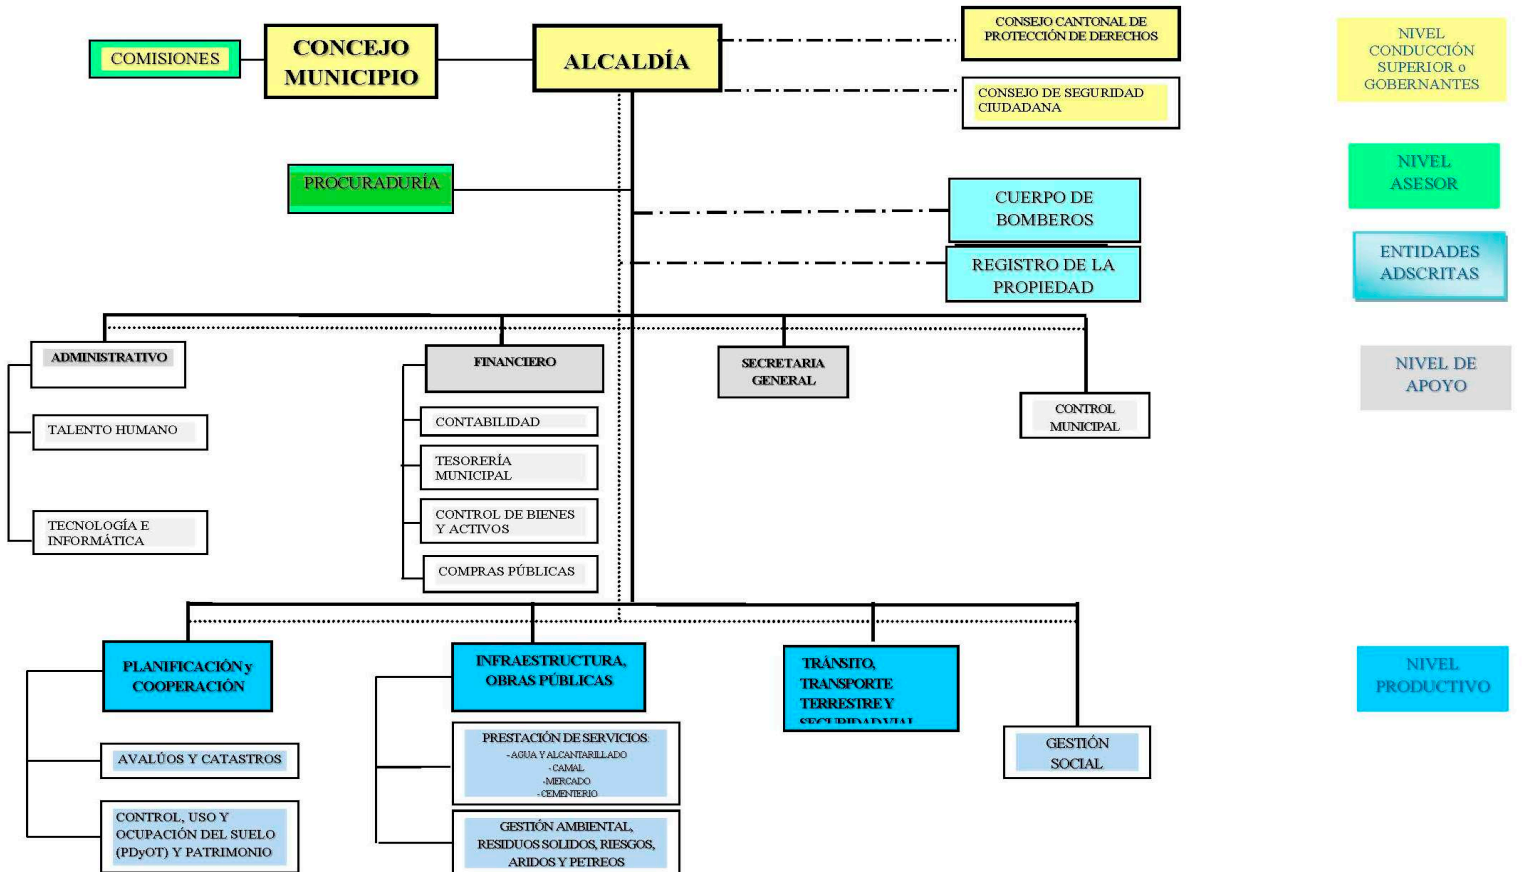 COMISIONES
CONCEJO
MUNICIPIO
ALCALDÍA
CONSEJO CANTONAL DE
PROTECCIÓN DE DERECHOS
CONSEJO DE SEGURIDAD
CIUDADANA
NIVEL
CONDUCCIÓN
SUPERIOR o
GOBERNANTES
PROCURADURÍA
NIVEL
ASESOR
CUERPO DE
BOMBEROS
REGISTRO DE LA
PROPIEDAD
ENTIDADES
ADSCRITAS
ADMINISTRATIVO
TALENTO HUMANO
TECNOLOGÍA E
INFORMÁTICA
FINANCIERO
CONTABILIDAD
TESORERÍA
MUNICIPAL
CONTROL DE BIENES
Y ACTIVOS
COMPRAS PÚBLICAS
SECRETARIA
GENERAL
CONTROL
MUNICIPAL
NIVEL DE
APOYO
PLANIFICACIÓN y
COOPERACIÓN
AVALÚOS Y CATASTROS
CONTROL, USO Y
OCUPACIÓN DEL SUELO
(PDyOT) Y PATRIMONIO
INFRAESTRUCTURA,
OBRAS PÚBLICAS
PRESTACIÓN DE SERVICIOS
- AGUA Y ALCANTARILLADO
- CAMAL
-MERCADO
- CEMENTERIO
GESTIÓN AMBIENTAL,
RESIDUOS SOLIDOS, RIESGOS,
ARIDOS Y PETREOS
TRÁNSITO,
TRANSPORTE
TERRESTRE Y
SEGURIDAD VIAL
GESTIÓN
SOCIAL
NIVEL
PRODUCTIVO